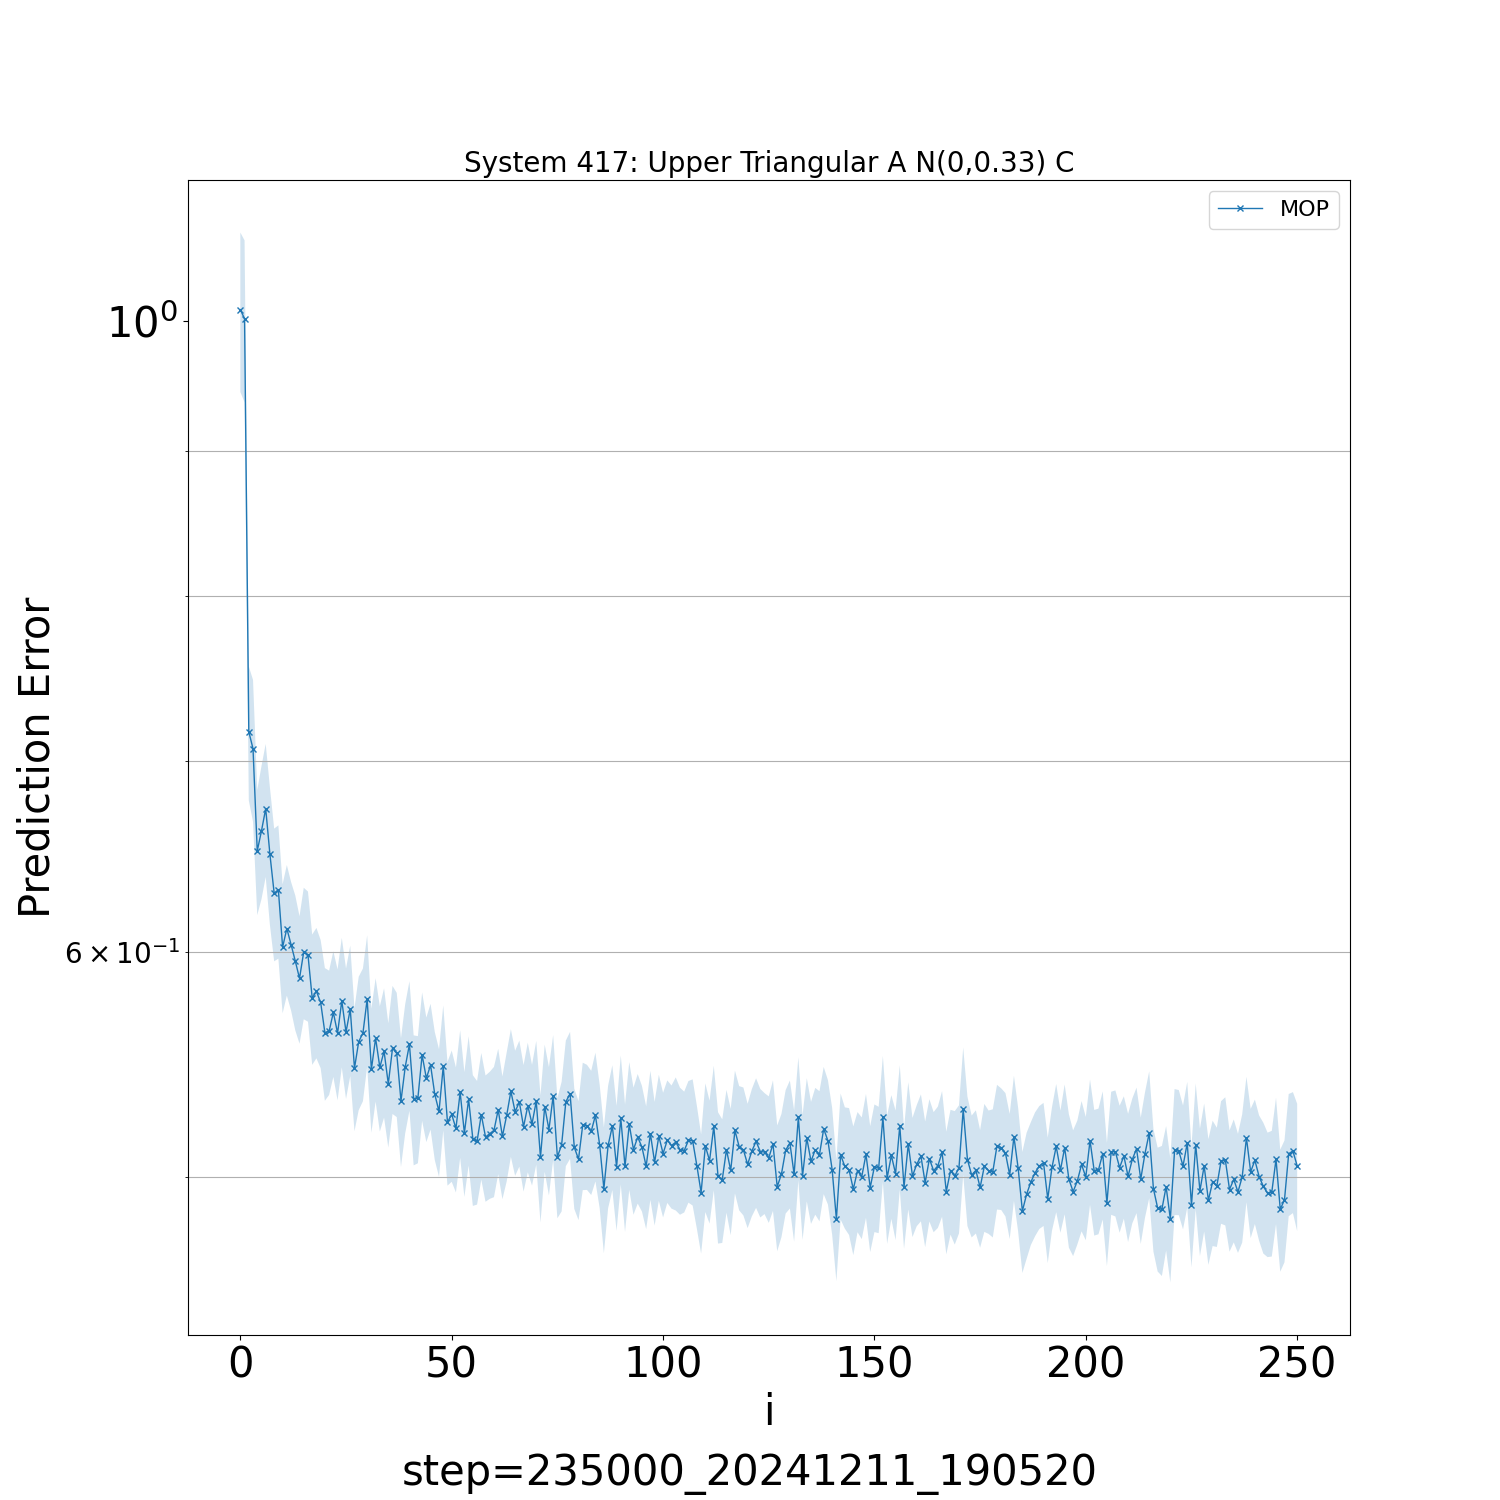 System 417: Upper Triangular A N(0,0.33) C
MOP
10⁰
6 × 10⁻¹
Prediction Error
0 50 100 150 200 250
i
step=235000_20241211_190520